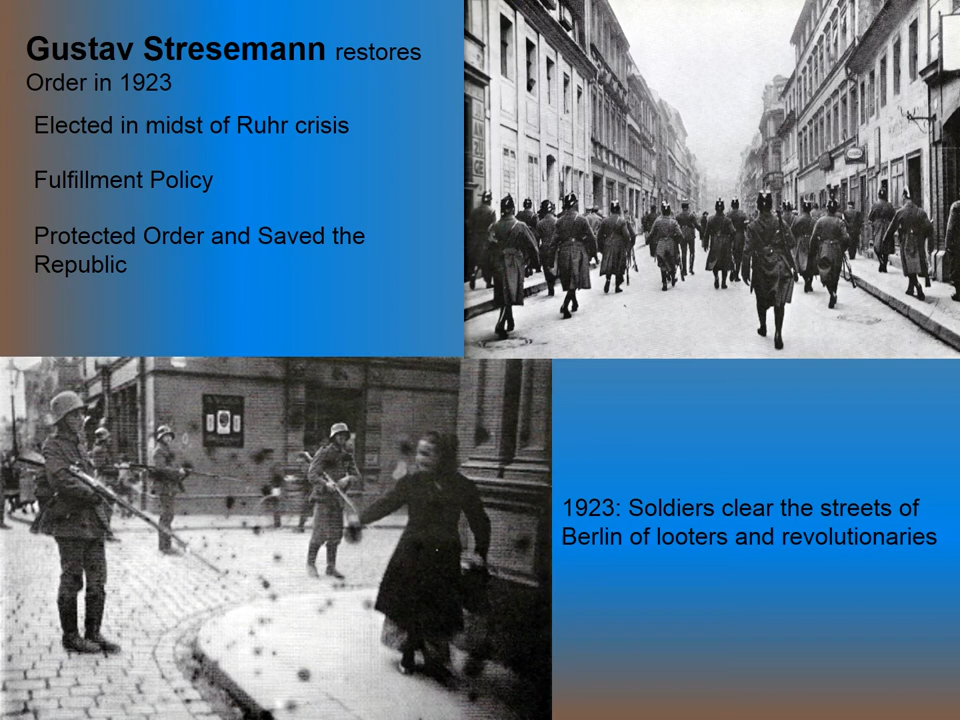 Gustav Stresemann restores
Order in 1923
Elected in midst of Ruhr crisis
Fulfillment Policy
Protected Order and Saved the
Republic
1923: Soldiers clear the streets of
Berlin of looters and revolutionaries